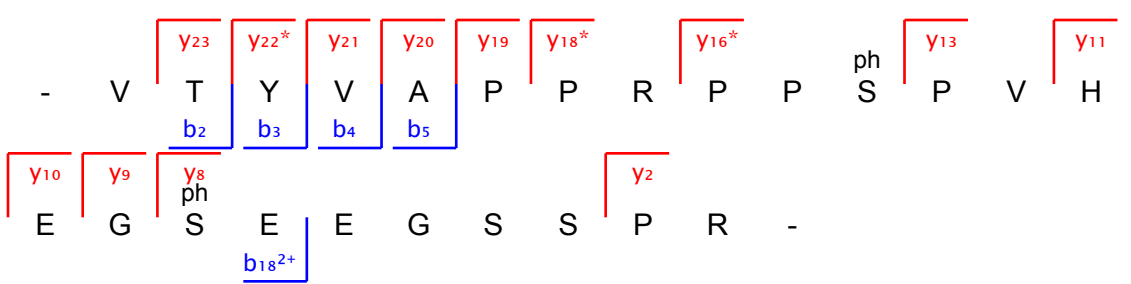 y23 y22* y21 y20 y19 y18* y16* y13 y11
ph
- V T Y V A P P R P P S P V H
b2 b3 b4 b5
y10 y9 y8 y2
ph
E G S E E G S S P R -
b18²⁺